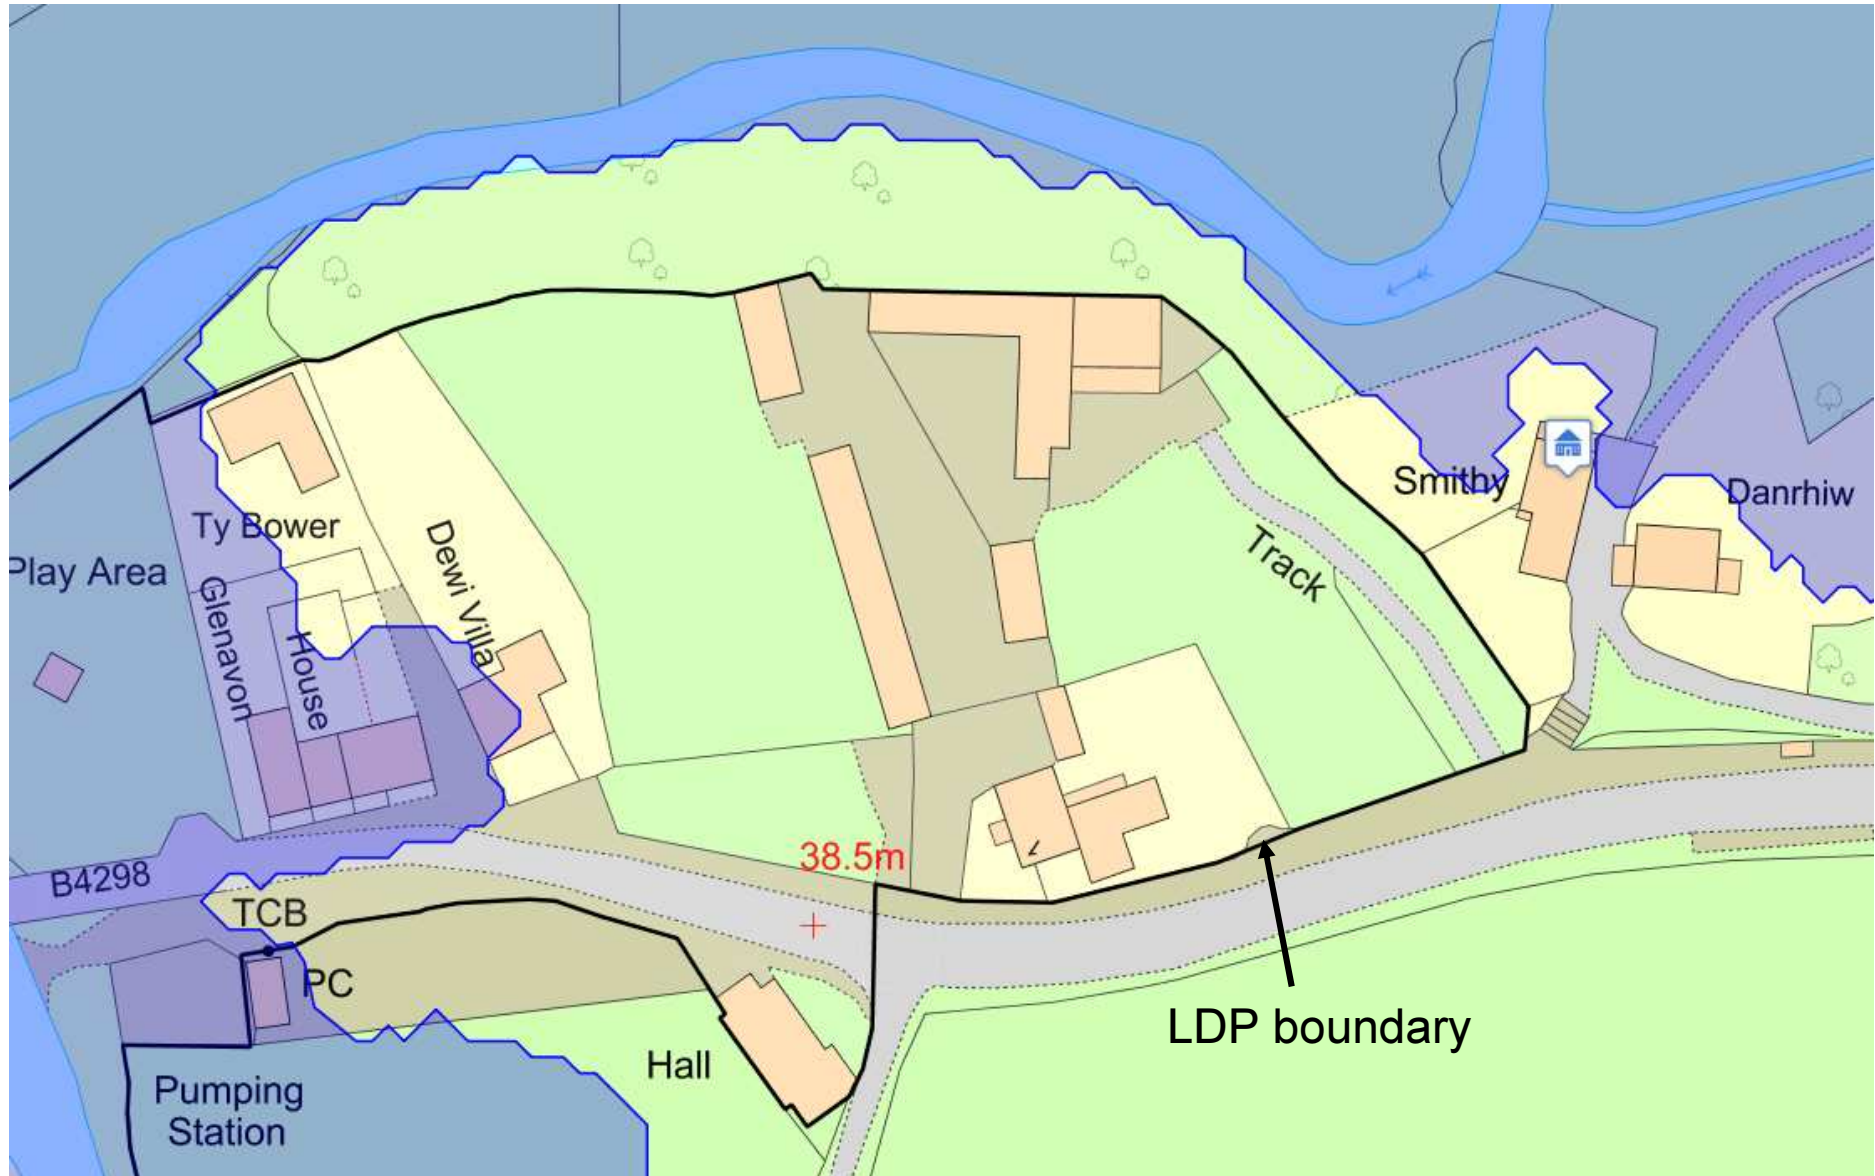 Smithy
Danrhiw
Ty Bower
Track
Dewi Villa
Play Area
Glenavon
House
38.5m
B4298
TCB
PC
LDP boundary
Hall
Pumping
Station